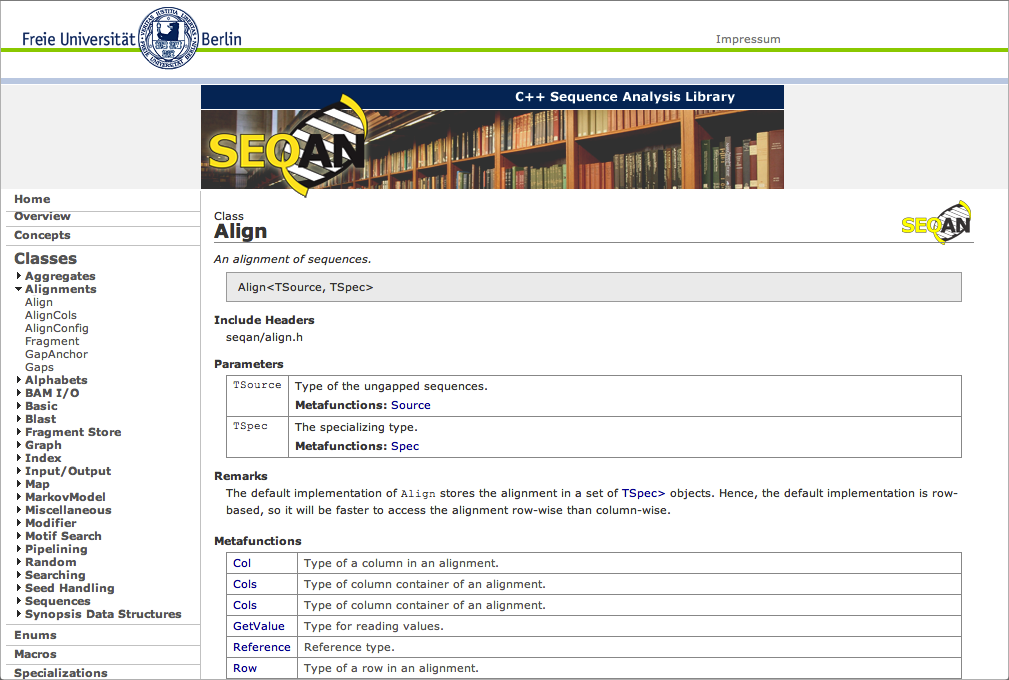 Freie Universität Berlin
Impressum
C++ Sequence Analysis Library
SEQAN
Home
Overview
Concepts
Classes
Aggregates
Alignments
Align
AlignCols
AlignConfig
Fragment
GapAnchor
Gaps
Alphabets
BAM I/O
Basic
Blast
Fragment Store
Graph
Index
Input/Output
Map
MarkovModel
Miscellaneous
Modifier
Motif Search
Pipelining
Random
Searching
Seed Handling
Sequences
Synopsis Data Structures
Enums
Macros
Specializations
Class
Align
SEQAN
An alignment of sequences.
Align<TSource, TSpec>
Include Headers
seqan/align.h
Parameters
TSource Type of the ungapped sequences.
Metafunctions: Source
TSpec The specializing type.
Metafunctions: Spec
Remarks
The default implementation of Align stores the alignment in a set of TSpec> objects. Hence, the default implementation is row-
based, so it will be faster to access the alignment row-wise than column-wise.
Metafunctions
Col Type of a column in an alignment.
Cols Type of column container of an alignment.
Cols Type of column container of an alignment.
GetValue Type for reading values.
Reference Reference type.
Row Type of a row in an alignment.